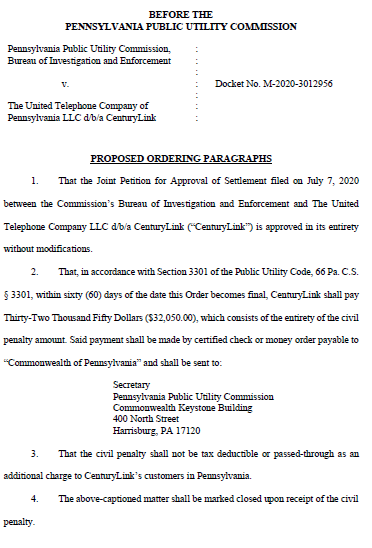 BEFORE THE
PENNSYLVANIA PUBLIC UTILITY COMMISSION
Pennsylvania Public Utility Commission, :
Bureau of Investigation and Enforcement :
:
v. : Docket No. M-2020-3012956
:
The United Telephone Company of :
Pennsylvania LLC d/b/a CenturyLink :
PROPOSED ORDERING PARAGRAPHS
1. That the Joint Petition for Approval of Settlement filed on July 7, 2020
between the Commission's Bureau of Investigation and Enforcement and The United
Telephone Company LLC d/b/a CenturyLink ("CenturyLink") is approved in its entirety
without modifications.
2. That, in accordance with Section 3301 of the Public Utility Code, 66 Pa. C.S.
§ 3301, within sixty (60) days of the date this Order becomes final, CenturyLink shall pay
Thirty-Two Thousand Fifty Dollars ($32,050.00), which consists of the entirety of the civil
penalty amount. Said payment shall be made by certified check or money order payable to
"Commonwealth of Pennsylvania" and shall be sent to:
Secretary
Pennsylvania Public Utility Commission
Commonwealth Keystone Building
400 North Street
Harrisburg, PA 17120
3. That the civil penalty shall not be tax deductible or passed-through as an
additional charge to CenturyLink's customers in Pennsylvania.
4. The above-captioned matter shall be marked closed upon receipt of the civil
penalty.